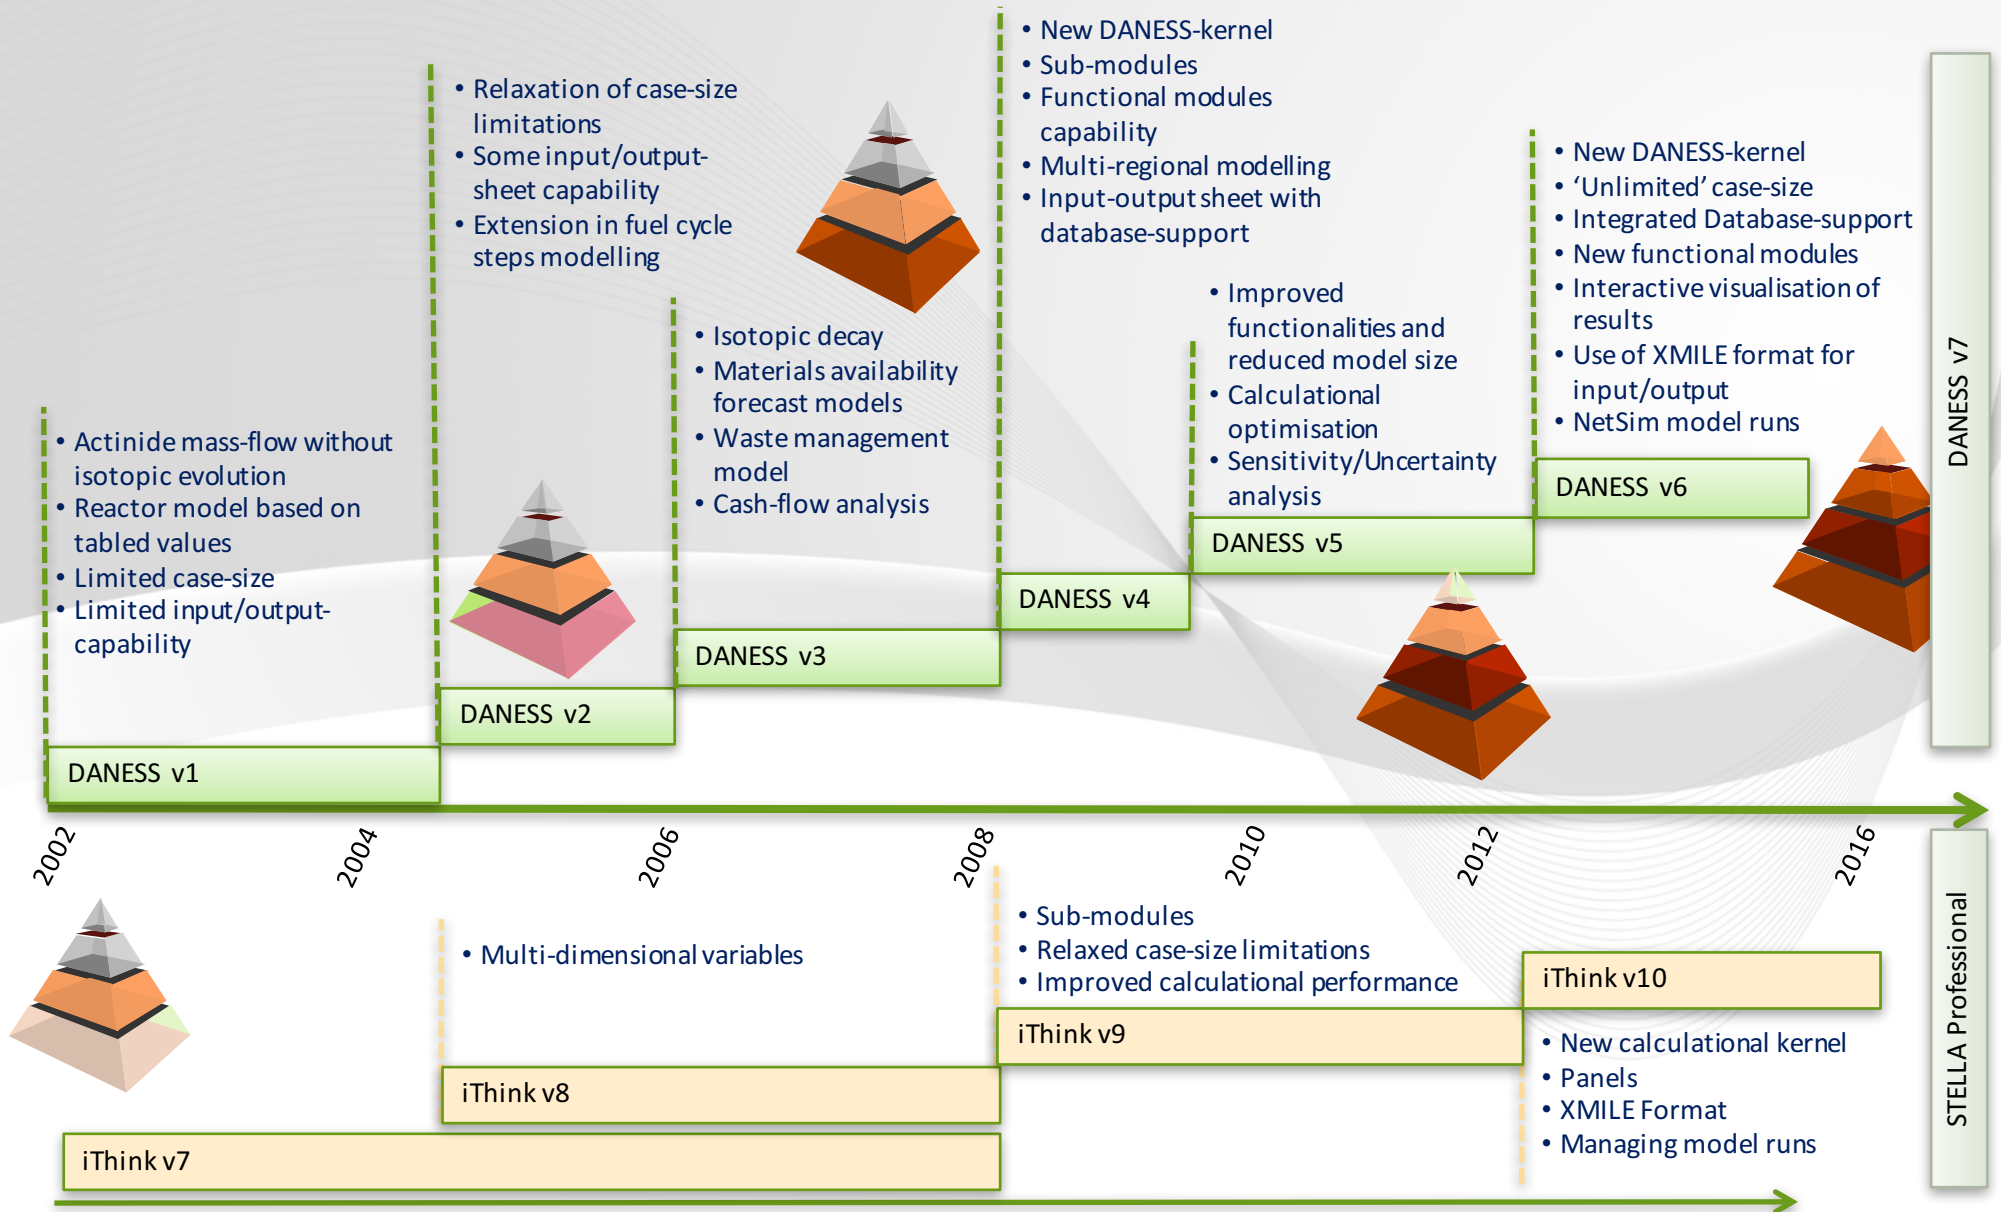 • Actinide mass-flow without
isotopic evolution
• Reactor model based on
tabled values
• Limited case-size
• Limited input/output-
capability
DANESS v1
• Relaxation of case-size
limitations
• Some input/output-
sheet capability
• Extension in fuel cycle
steps modelling
DANESS v2
• Isotopic decay
• Materials availability
forecast models
• Waste management
model
• Cash-flow analysis
DANESS v3
• New DANESS-kernel
• Sub-modules
• Functional modules
capability
• Multi-regional modelling
• Input-output sheet with
database-support
DANESS v4
• Improved
functionalities and
reduced model size
• Calculational
optimisation
• Sensitivity/Uncertainty
analysis
DANESS v5
• New DANESS-kernel
• ‘Unlimited’ case-size
• Integrated Database-support
• New functional modules
• Interactive visualisation of
results
• Use of XMILE format for
input/output
• NetSim model runs
DANESS v6
DANESS v7
2002
2004
2006
2008
2010
2012
2016
• Multi-dimensional variables
• Sub-modules
• Relaxed case-size limitations
• Improved calculational performance
iThink v10
iThink v9
• New calculational kernel
• Panels
• XMILE Format
• Managing model runs
iThink v8
iThink v7
STELLA Professional